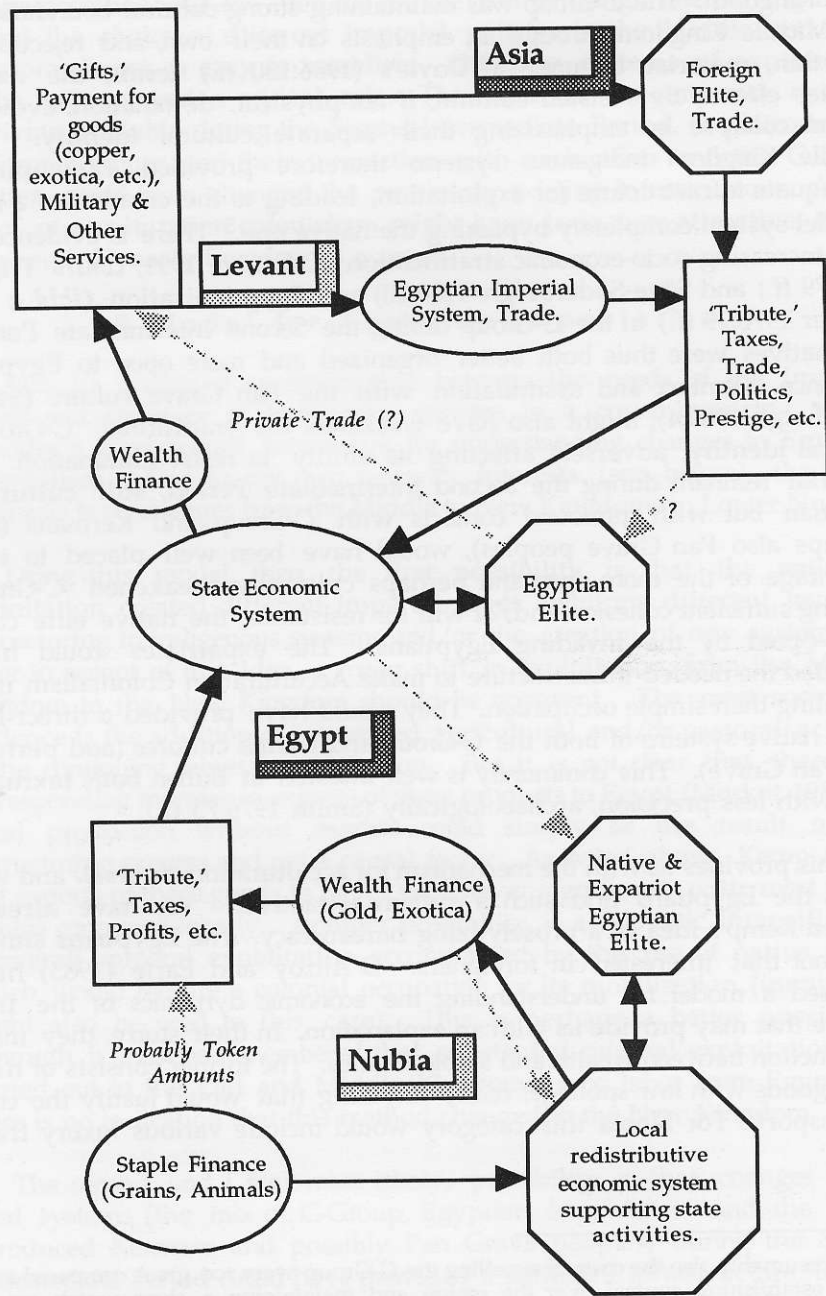 Asia
'Gifts,'
Payment for
goods
(copper,
exotica, etc.),
Military &
Other
Services.
Foreign
Elite,
Trade.
Levant
Egyptian Imperial
System, Trade.
'Tribute,'
Taxes,
Trade,
Politics,
Prestige, etc.
Private Trade (?)
Wealth
Finance
?
State Economic
System
Egyptian
Elite.
Egypt
'Tribute,'
Taxes,
Profits, etc.
Wealth Finance
(Gold, Exotica)
Native &
Expatriot
Egyptian
Elite.
Probably Token
Amounts
Nubia
Staple Finance
(Grains, Animals)
Local
redistributive
economic system
supporting state
activities.